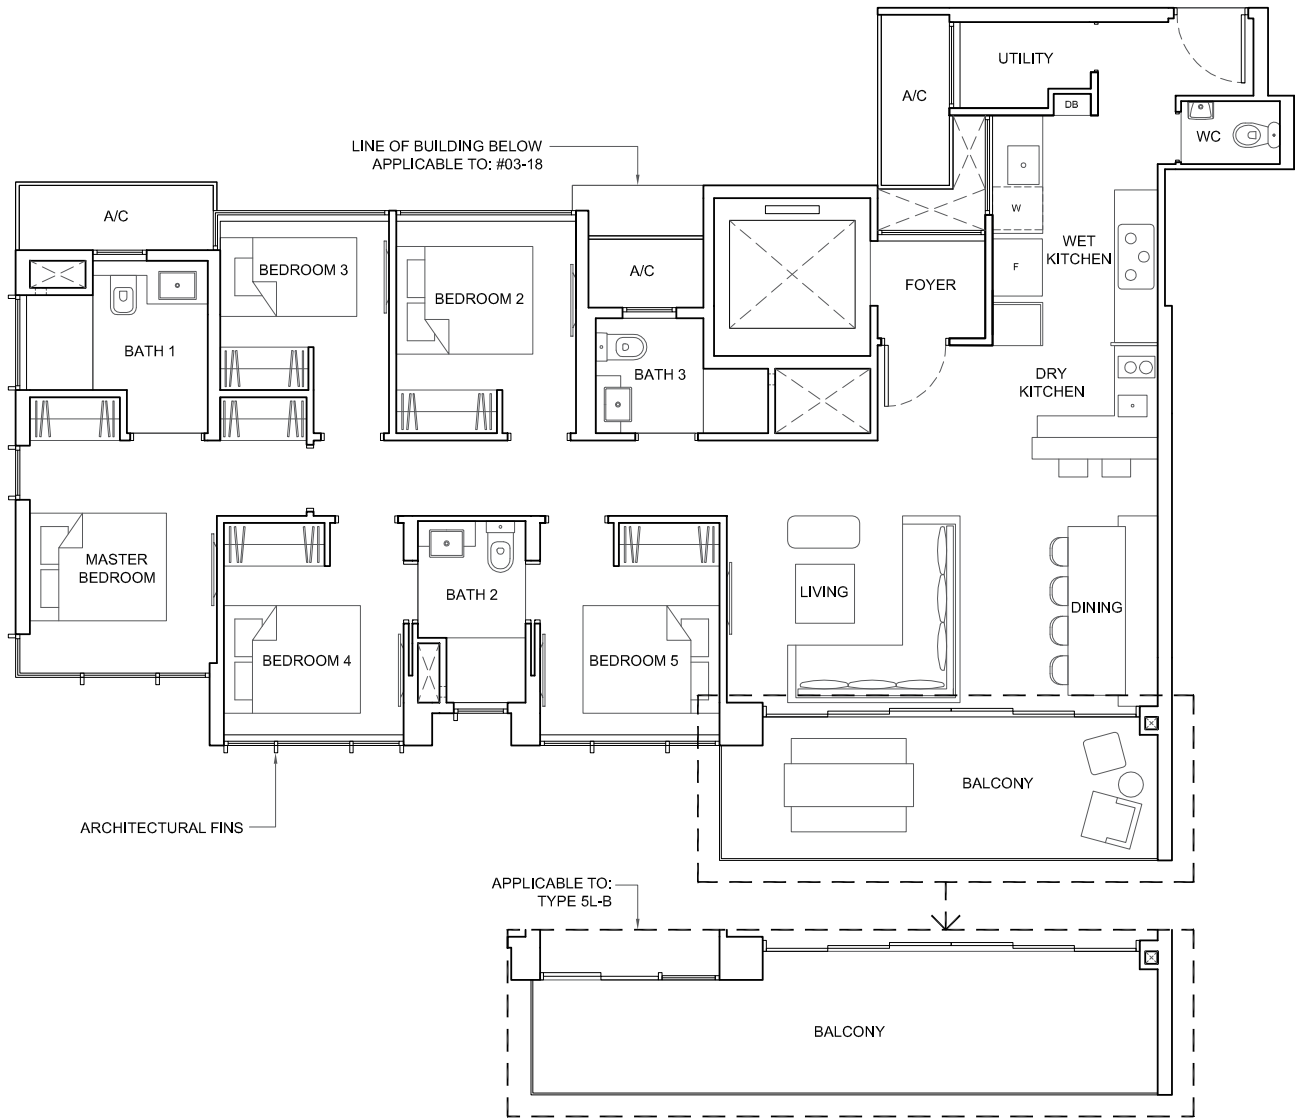 UTILITY
A/C
DB
WC
LINE OF BUILDING BELOW
APPLICABLE TO: #03-18
A/C
W
WET
KITCHEN
BEDROOM 3
BEDROOM 2
A/C
F
FOYER
BATH 1
BATH 3
DRY
KITCHEN
MASTER
BEDROOM
BATH 2
LIVING
DINING
BEDROOM 4
BEDROOM 5
BALCONY
ARCHITECTURAL FINS
APPLICABLE TO:
TYPE 5L-B
BALCONY